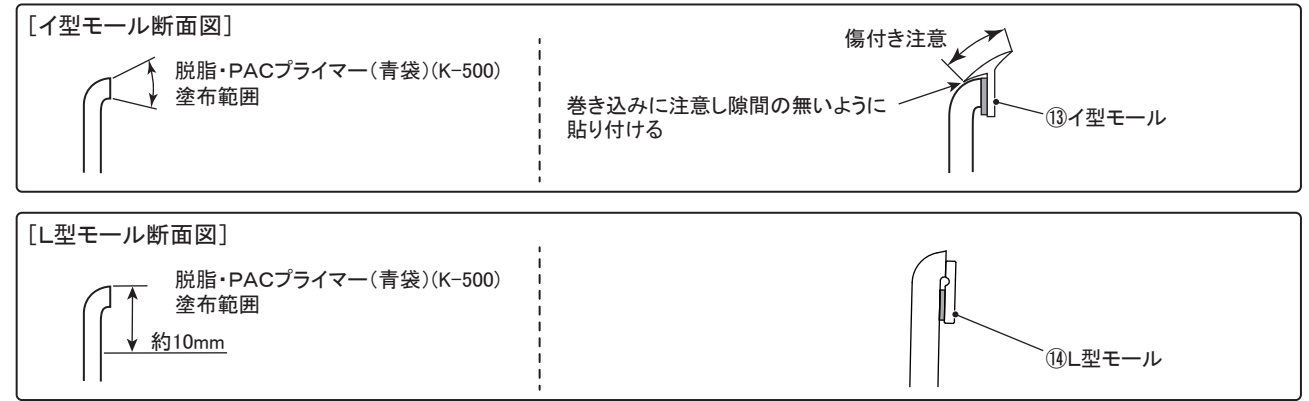 ［イ型モール断面図］
脱脂・PACプライマー（青袋）(K-500)
塗布範囲
傷付き注意
巻き込みに注意し隙間の無いように
貼り付ける
⑬イ型モール
［L型モール断面図］
脱脂・PACプライマー（青袋）(K-500)
塗布範囲
約10mm
⑭L型モール